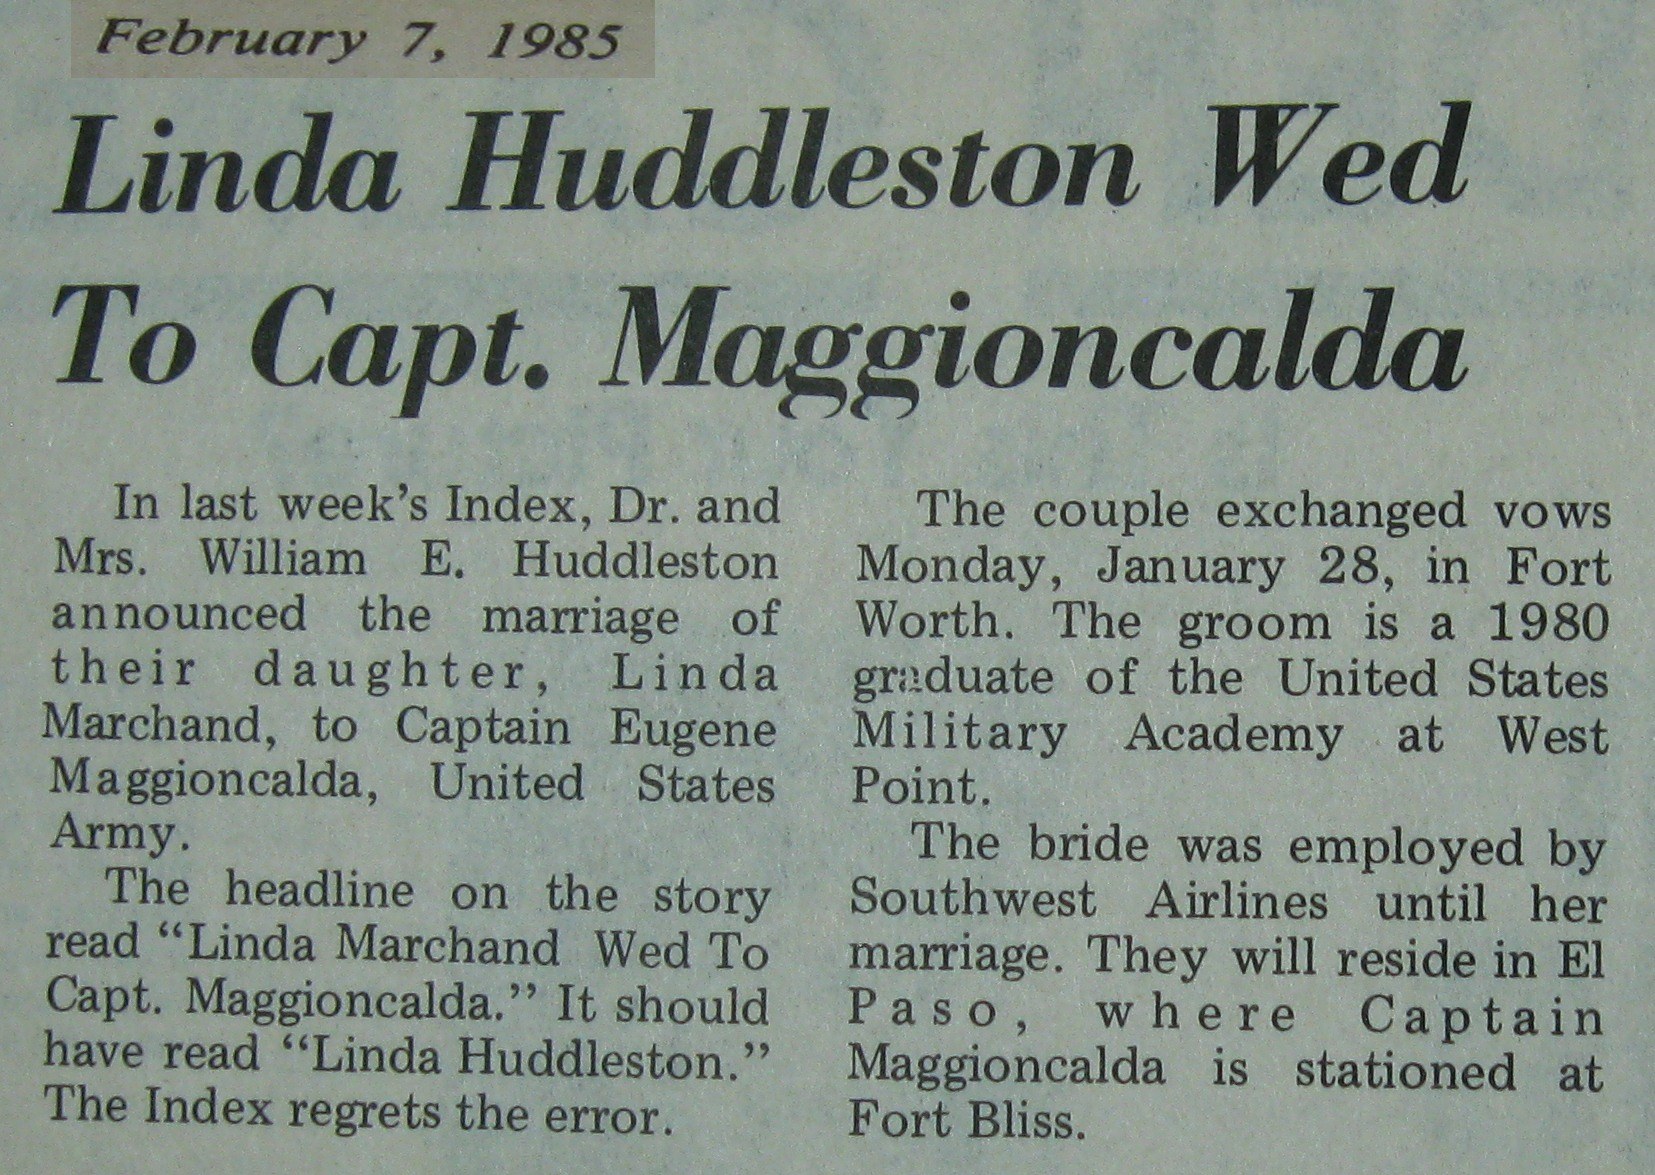 February 7, 1985
Linda Huddleston Wed
To Capt. Maggioncalda
In last week's Index, Dr. and
Mrs. William E. Huddleston
announced the marriage of
their daughter, Linda
Marchand, to Captain Eugene
Maggioncalda, United States
Army.
The headline on the story
read “Linda Marchand Wed To
Capt. Maggioncalda.” It should
have read “Linda Huddleston.”
The Index regrets the error.
The couple exchanged vows
Monday, January 28, in Fort
Worth. The groom is a 1980
graduate of the United States
Military Academy at West
Point.
The bride was employed by
Southwest Airlines until her
marriage. They will reside in El
Paso, where Captain
Maggioncalda is stationed at
Fort Bliss.